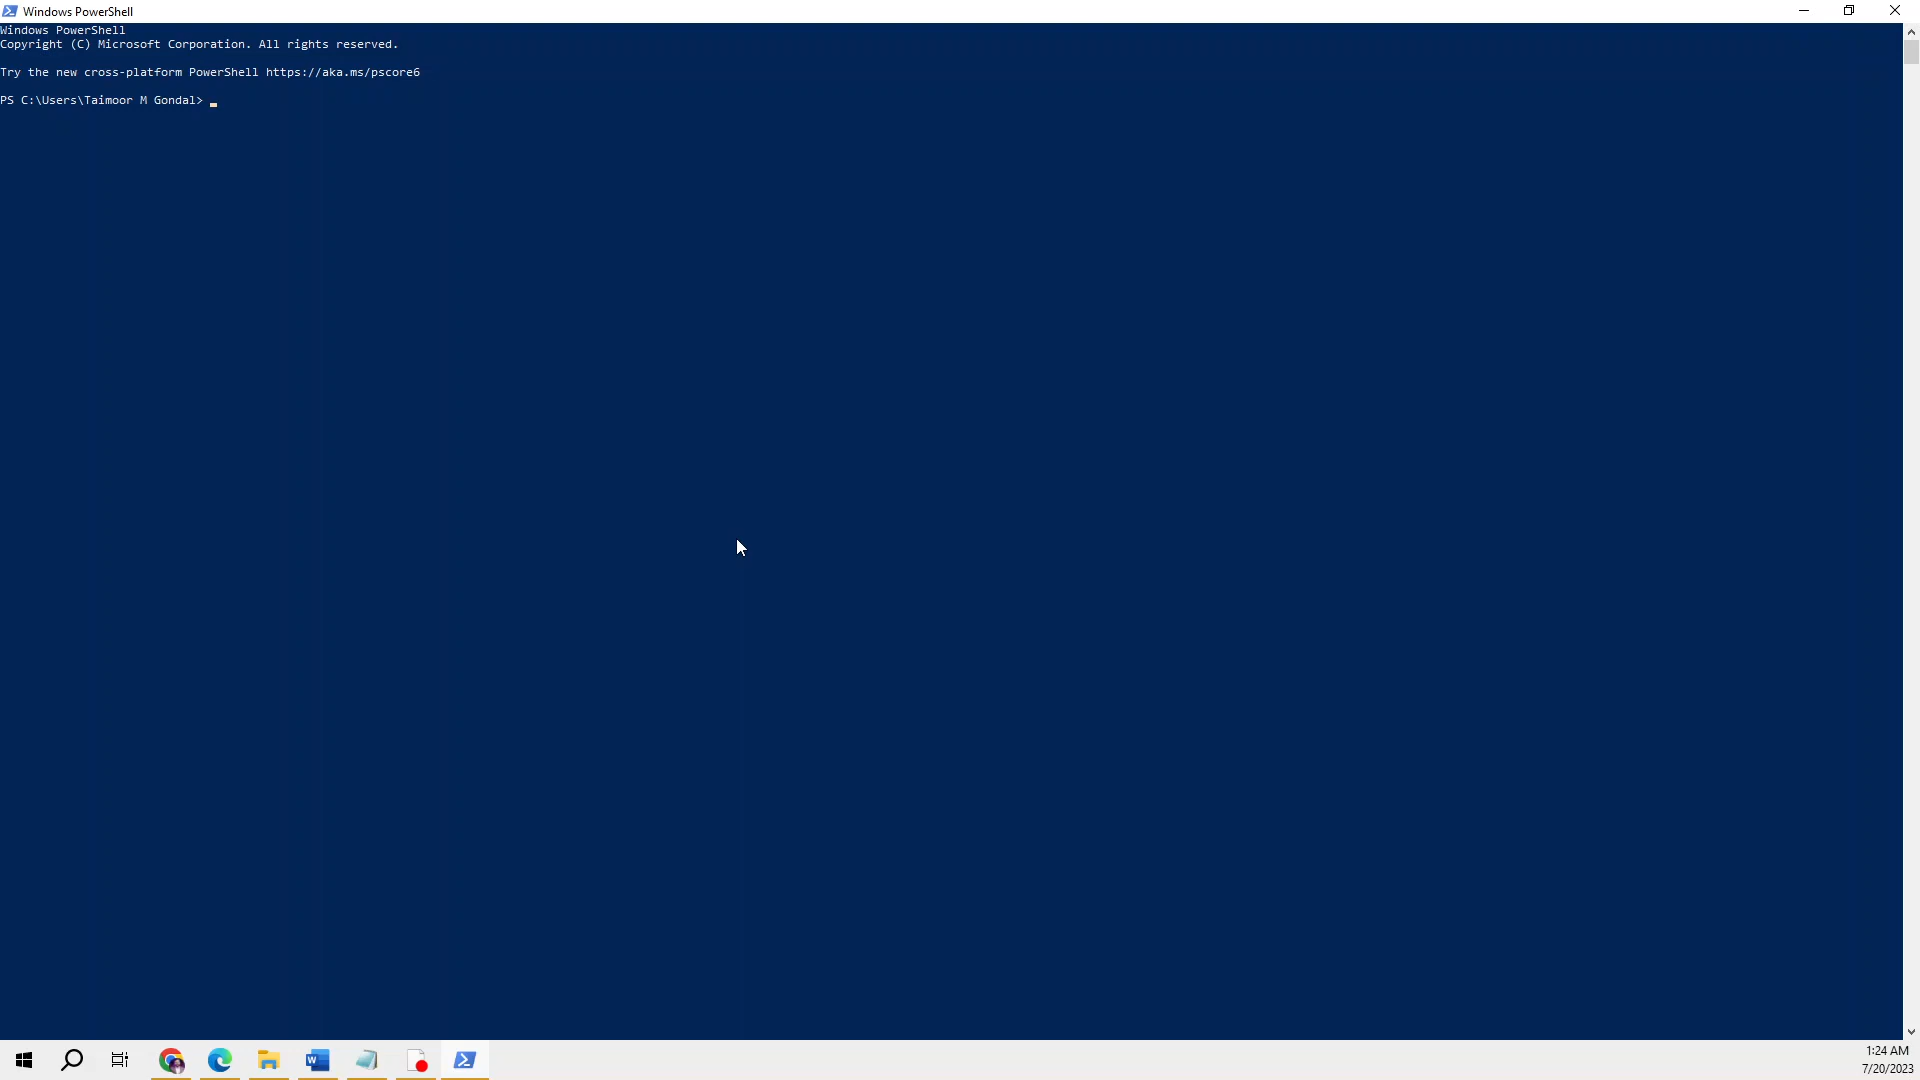 Windows PowerShell
Windows PowerShell
Copyright (C) Microsoft Corporation. All rights reserved.
Try the new cross-platform PowerShell https://aka.ms/pscore6
PS C:\Users\Taimoor M Gondal>
1:24 AM
7/20/2023